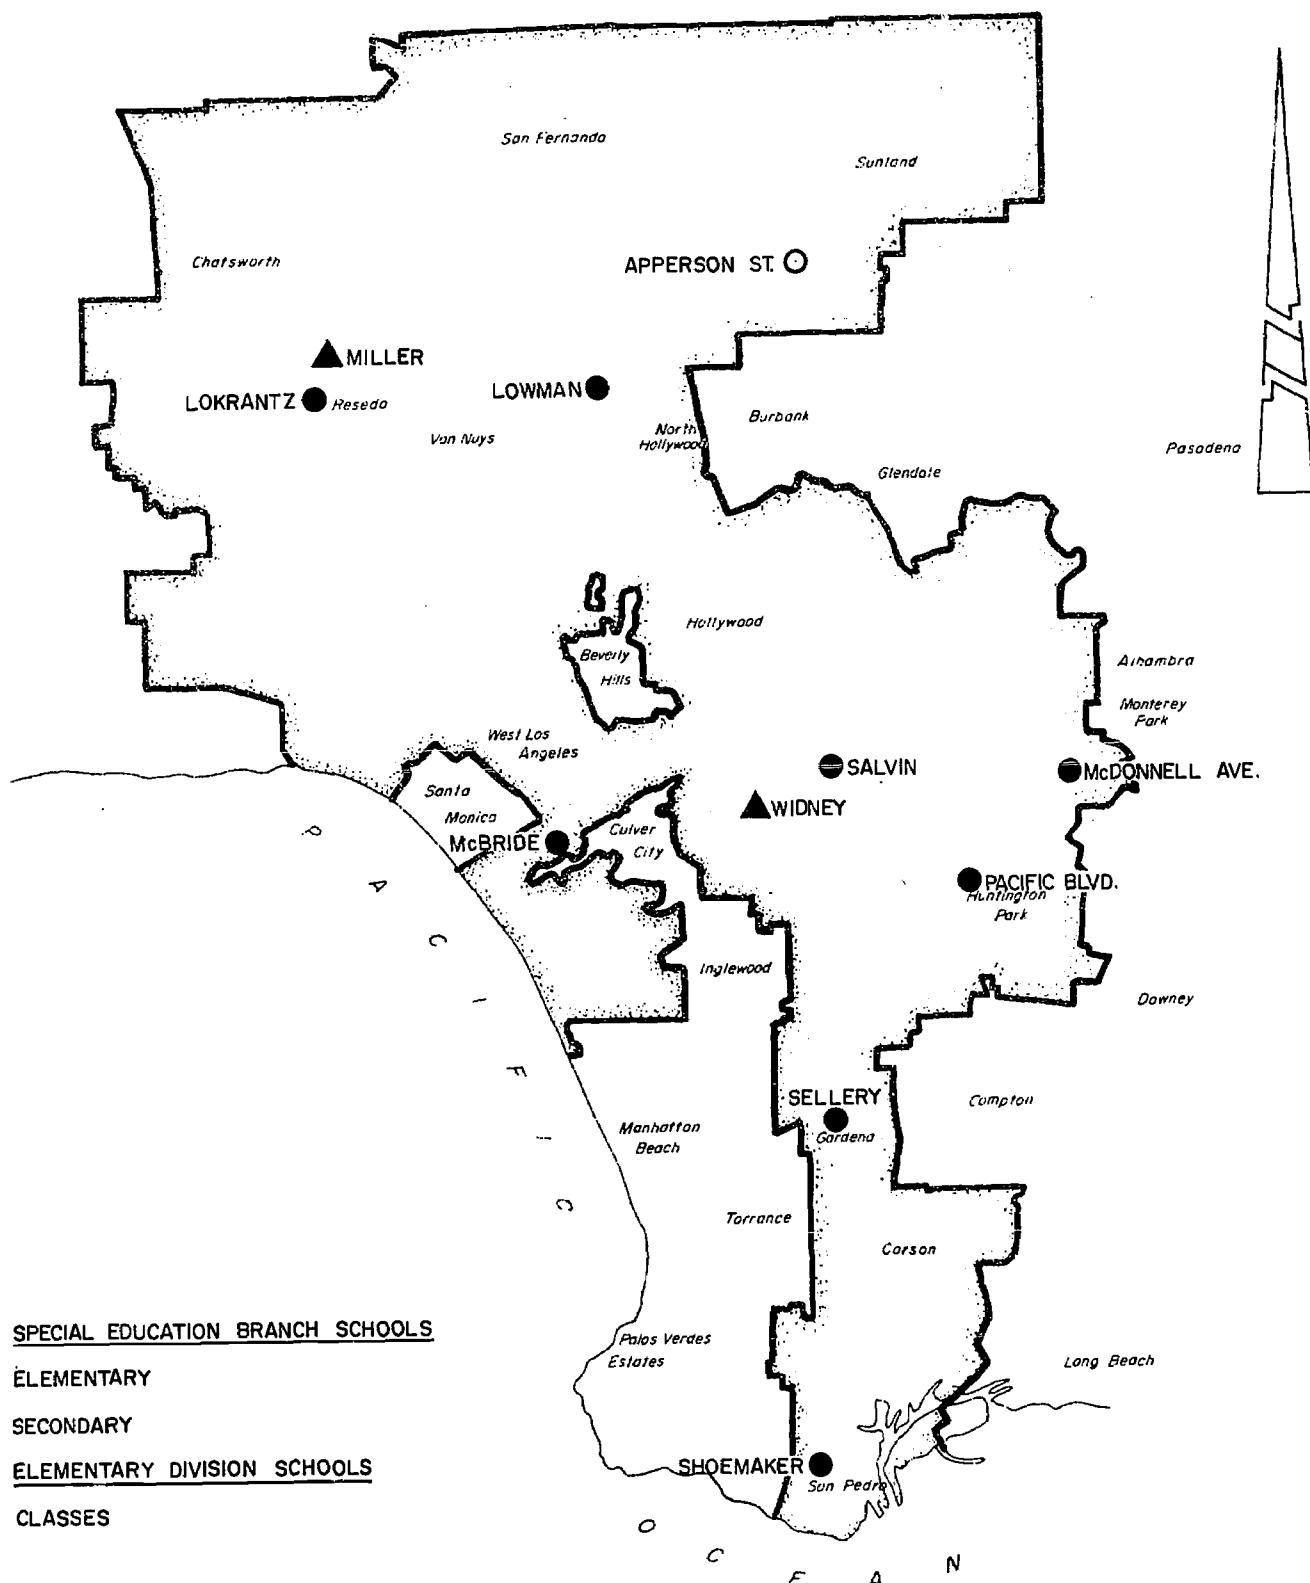 San Fernando
Sunland
Chatsworth
APPERSON ST.
MILLER
LOKRANTZ
Reseda
LOWMAN
Van Nuys
North
Hollywood
Burbank
Glendale
Pasadena
Hollywood
Beverly
Hills
Alhambra
Monterey
Park
West Los
Angeles
Santa
Monica
McBRIDE
Culver
City
SALVIN
WIDNEY
McDONNELL AVE.
PACIFIC BLVD.
Huntington
Park
Inglewood
Downey
SELLERY
Gardena
Compton
Manhattan
Beach
Torrance
Carson
Palos Verdes
Estates
Long Beach
SHOEMAKER
San Pedro
PACIFIC
OCEAN
SPECIAL EDUCATION BRANCH SCHOOLS
ELEMENTARY
SECONDARY
ELEMENTARY DIVISION SCHOOLS
CLASSES